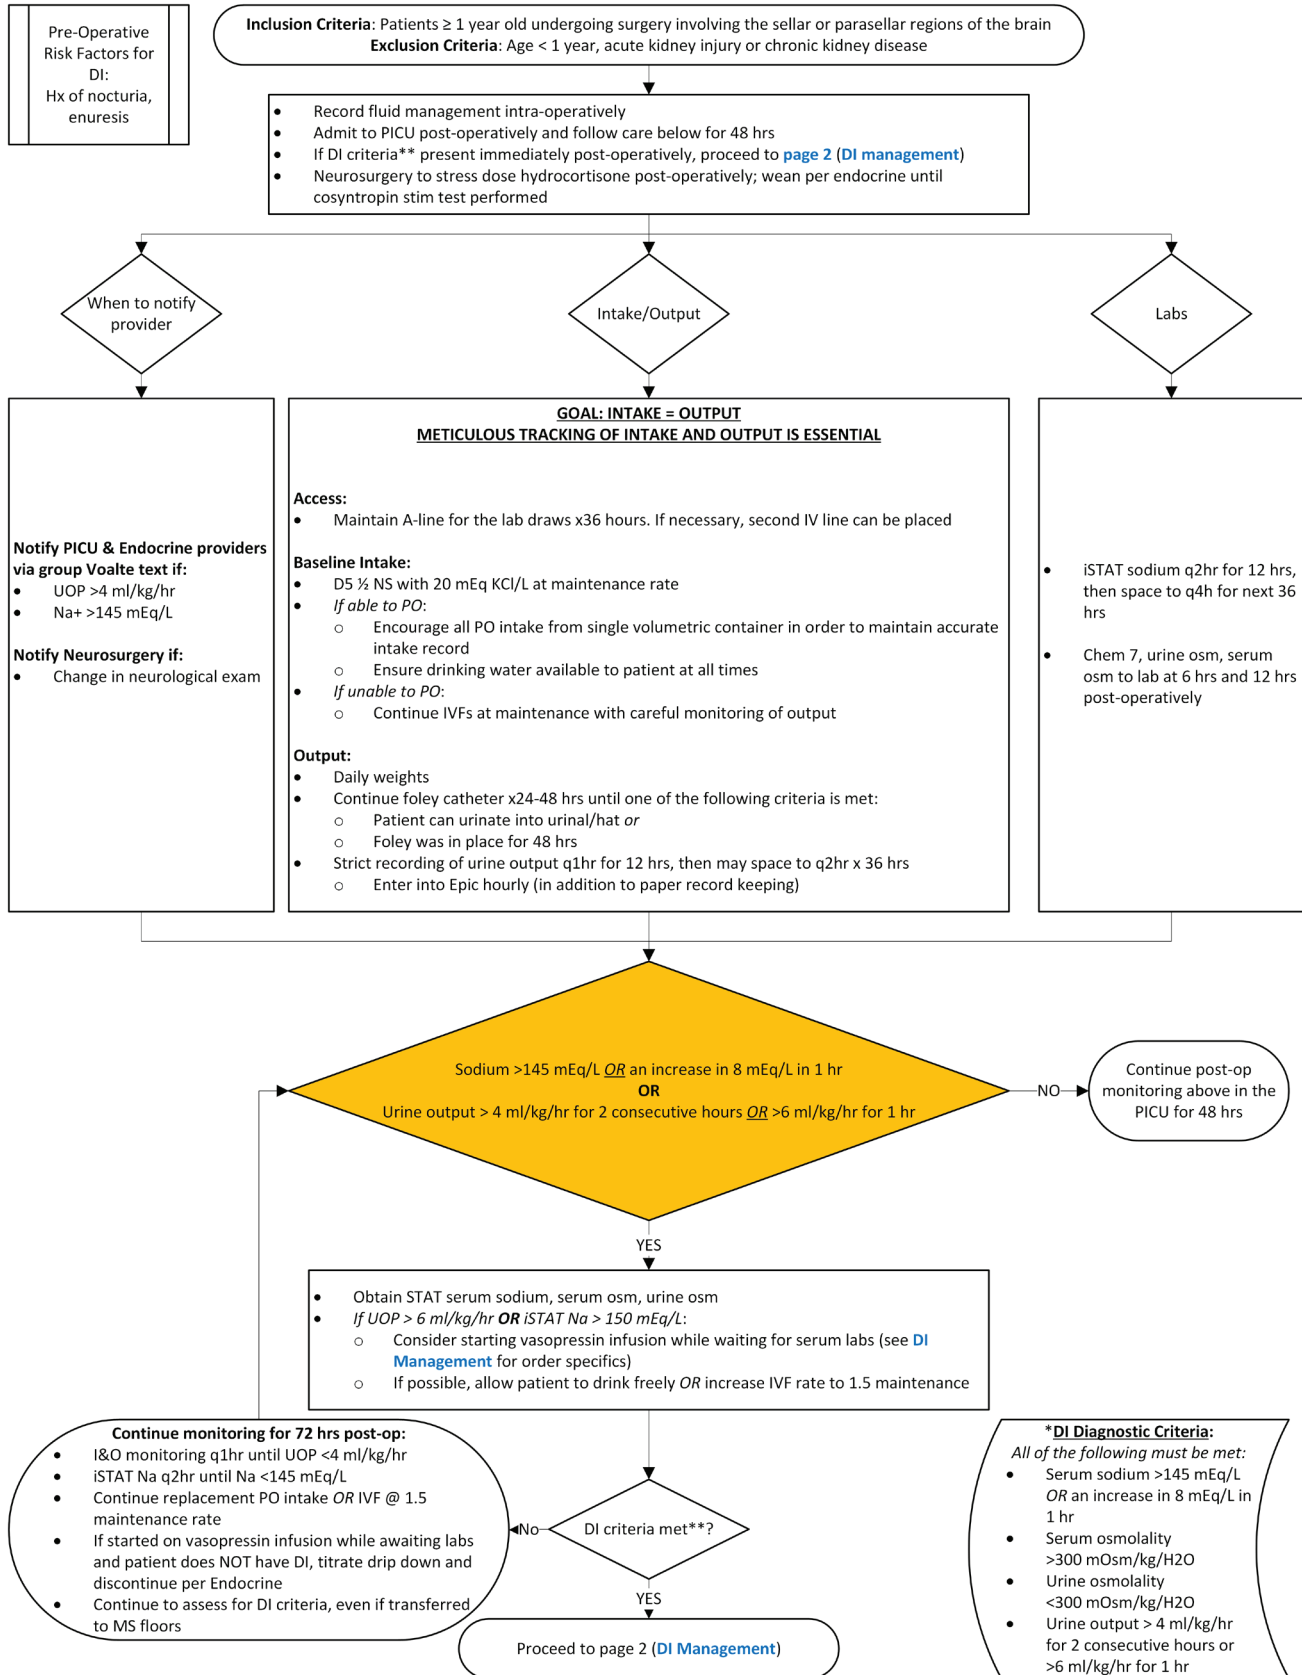 Pre-Operative
Risk Factors for
DI:
Hx of nocturia,
enuresis
Inclusion Criteria: Patients ≥ 1 year old undergoing surgery involving the sellar or parasellar regions of the brain
Exclusion Criteria: Age < 1 year, acute kidney injury or chronic kidney disease
• Record fluid management intra-operatively
• Admit to PICU post-operatively and follow care below for 48 hrs
• If DI criteria** present immediately post-operatively, proceed to page 2 (DI management)
• Neurosurgery to stress dose hydrocortisone post-operatively; wean per endocrine until
cosyntropin stim test performed
When to notify
provider
Intake/Output
Labs
Notify PICU & Endocrine providers
via group Voalte text if:
• UOP >4 ml/kg/hr
• Na+ >145 mEq/L
Notify Neurosurgery if:
• Change in neurological exam
GOAL: INTAKE = OUTPUT
METICULOUS TRACKING OF INTAKE AND OUTPUT IS ESSENTIAL
Access:
• Maintain A-line for the lab draws x36 hours. If necessary, second IV line can be placed
Baseline Intake:
• D5 ½ NS with 20 mEq KCl/L at maintenance rate
• If able to PO:
o Encourage all PO intake from single volumetric container in order to maintain accurate
intake record
o Ensure drinking water available to patient at all times
• If unable to PO:
o Continue IVFs at maintenance with careful monitoring of output
Output:
• Daily weights
• Continue foley catheter x24-48 hrs until one of the following criteria is met:
o Patient can urinate into urinal/hat or
o Foley was in place for 48 hrs
• Strict recording of urine output q1hr for 12 hrs, then may space to q2hr x 36 hrs
o Enter into Epic hourly (in addition to paper record keeping)
• iSTAT sodium q2hr for 12 hrs,
then space to q4h for next 36
hrs
• Chem 7, urine osm, serum
osm to lab at 6 hrs and 12 hrs
post-operatively
Sodium >145 mEq/L OR an increase in 8 mEq/L in 1 hr
OR
Urine output > 4 ml/kg/hr for 2 consecutive hours OR >6 ml/kg/hr for 1 hr
NO
Continue post-op
monitoring above in the
PICU for 48 hrs
YES
• Obtain STAT serum sodium, serum osm, urine osm
• If UOP > 6 ml/kg/hr OR iSTAT Na > 150 mEq/L:
o Consider starting vasopressin infusion while waiting for serum labs (see DI
Management for order specifics)
o If possible, allow patient to drink freely OR increase IVF rate to 1.5 maintenance
Continue monitoring for 72 hrs post-op:
• I&O monitoring q1hr until UOP <4 ml/kg/hr
• iSTAT Na q2hr until Na <145 mEq/L
• Continue replacement PO intake OR IVF @ 1.5
maintenance rate
• If started on vasopressin infusion while awaiting labs
and patient does NOT have DI, titrate drip down and
discontinue per Endocrine
• Continue to assess for DI criteria, even if transferred
to MS floors
No
DI criteria met**?
YES
Proceed to page 2 (DI Management)
*DI Diagnostic Criteria:
All of the following must be met:
• Serum sodium >145 mEq/L
OR an increase in 8 mEq/L in
1 hr
• Serum osmolality
>300 mOsm/kg/H2O
• Urine osmolality
<300 mOsm/kg/H2O
• Urine output > 4 ml/kg/hr
for 2 consecutive hours or
>6 ml/kg/hr for 1 hr